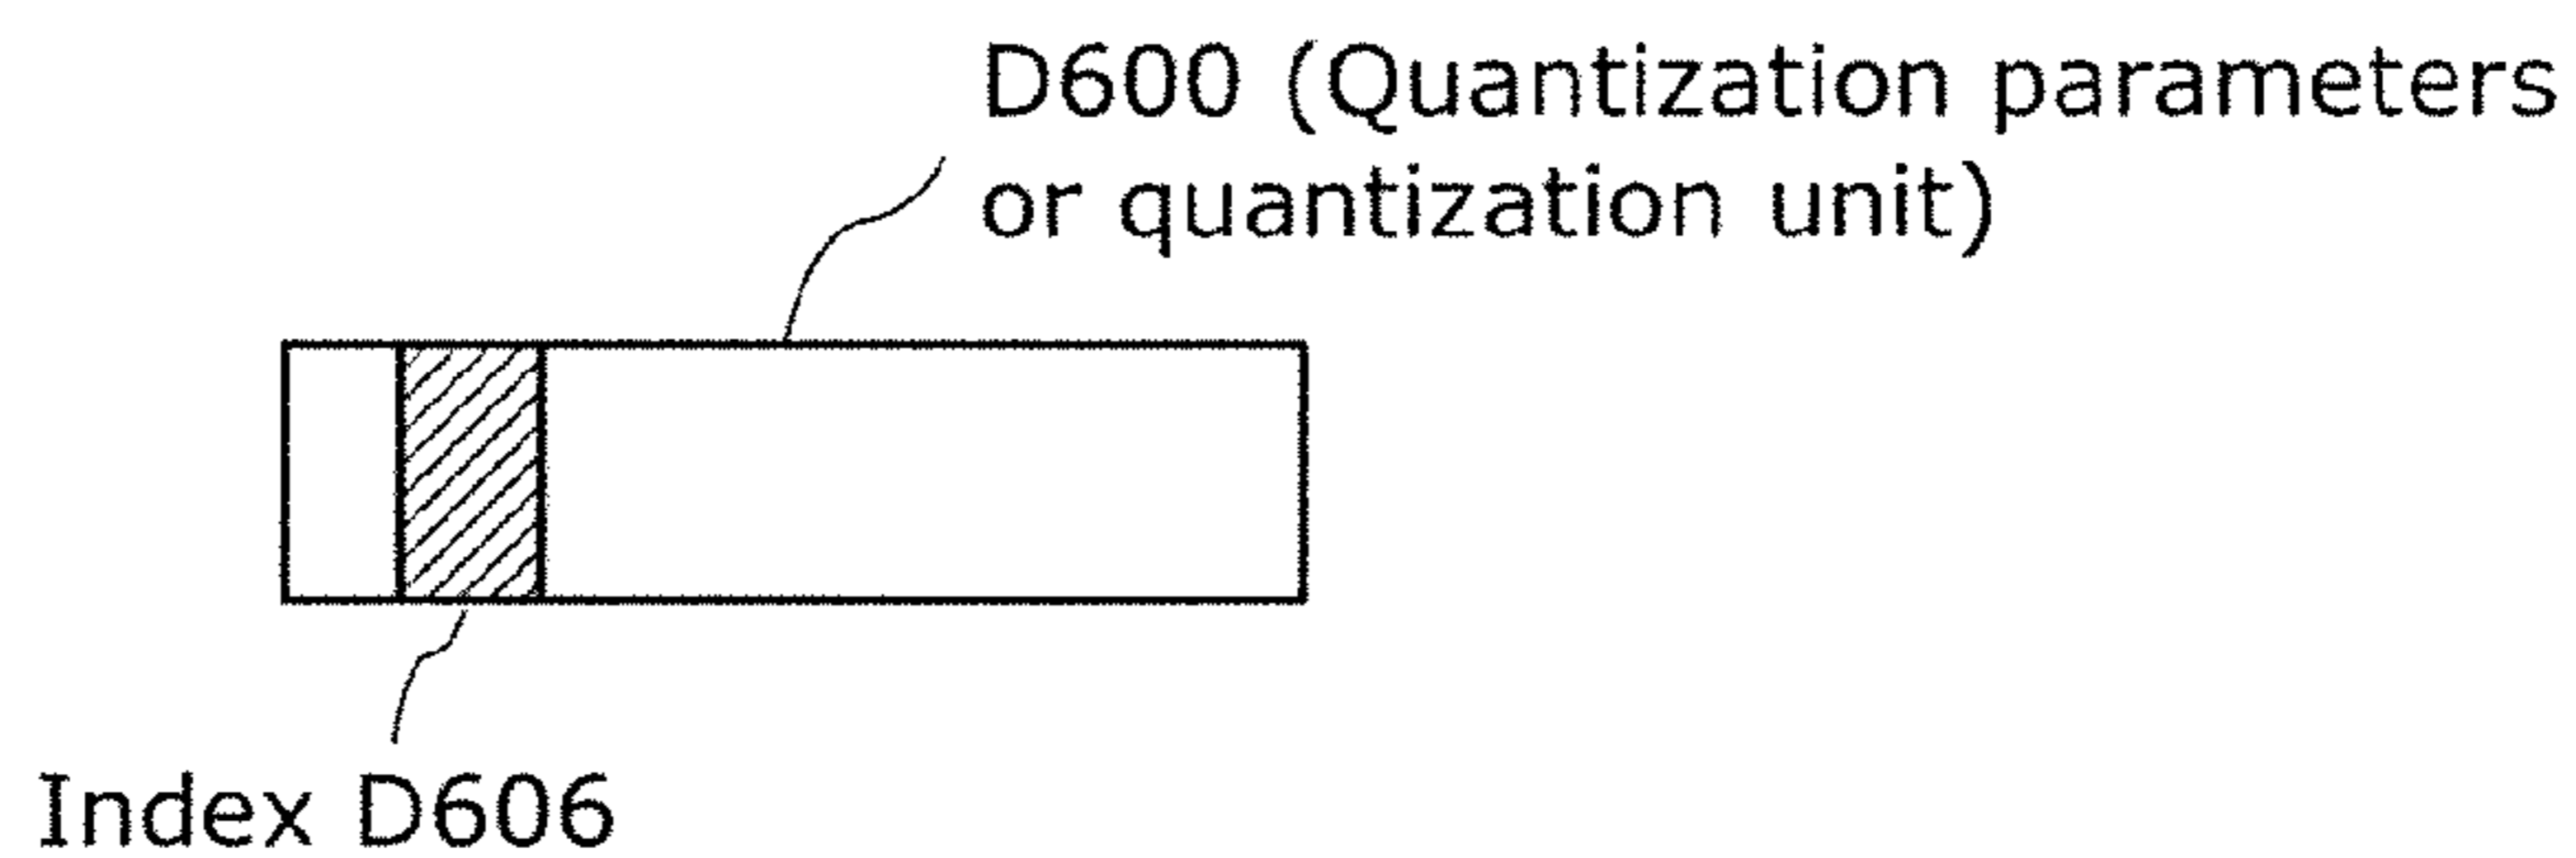 D600 (Quantization parameters
or quantization unit)
Index D606